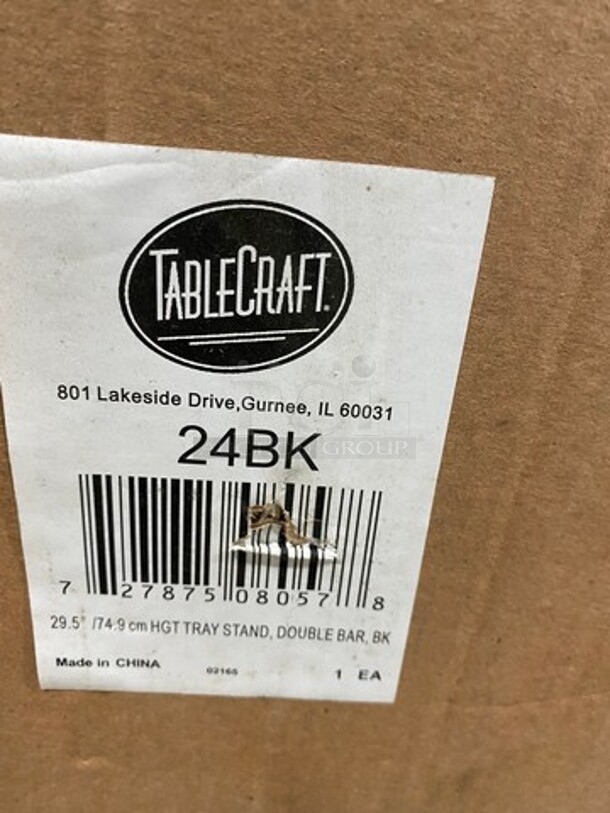 TABLECRAFT.
801 Lakeside Drive,Gurnee, IL 60031
24BK
GROUP
7 27875 08057 8
29.5" /74.9 cm HGT TRAY STAND, DOUBLE BAR, BK
Made in CHINA 02165 1 EA